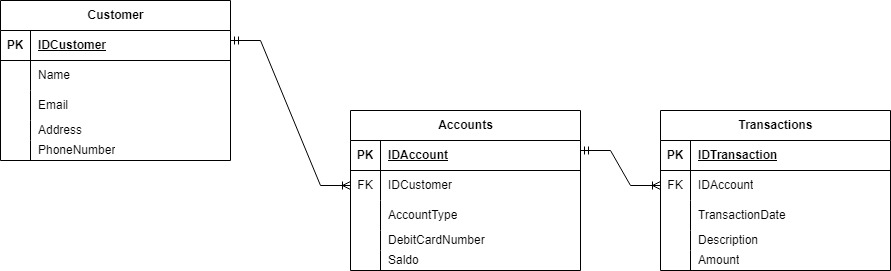 Customer
PK IDCustomer
Name
Email
Address
PhoneNumber
Accounts
PK IDAccount
FK IDCustomer
AccountType
DebitCardNumber
Saldo
Transactions
PK IDTransaction
FK IDAccount
TransactionDate
Description
Amount